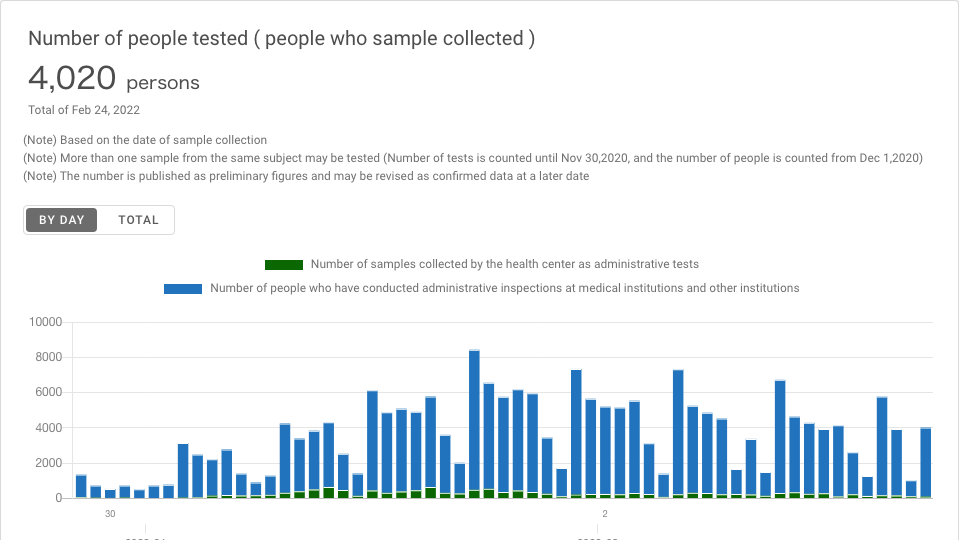 Number of people tested ( people who sample collected )
4,020 persons
Total of Feb 24, 2022
(Note) Based on the date of sample collection
(Note) More than one sample from the same subject may be tested (Number of tests is counted until Nov 30,2020, and the number of people is counted from Dec 1,2020)
(Note) The number is published as preliminary figures and may be revised as confirmed data at a later date
BY DAY TOTAL
Number of samples collected by the health center as administrative tests
Number of people who have conducted administrative inspections at medical institutions and other institutions
10000
8000
6000
4000
2000
0
30 2